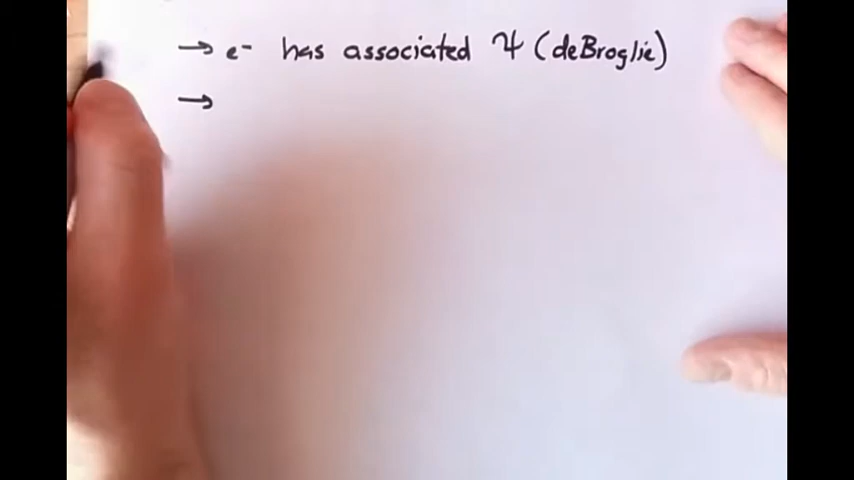 → e⁻ has associated Ψ (deBroglie)
→